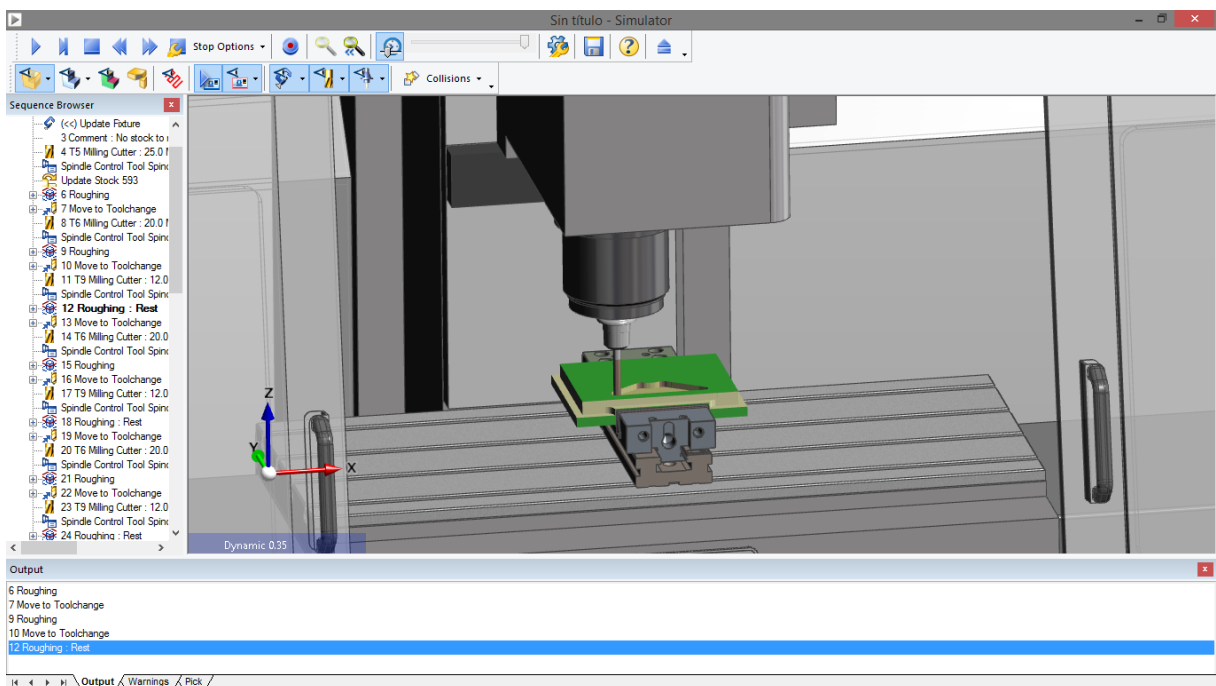 Sin título - Simulator
Stop Options
Collisions
Sequence Browser
(<<) Update Fixture
3 Comment : No stock to
4 T5 Milling Cutter : 25.0
Spindle Control Tool Spin
Update Stock 593
6 Roughing
7 Move to Toolchange
8 T6 Milling Cutter : 20.0
Spindle Control Tool Spin
9 Roughing
10 Move to Toolchange
11 T9 Milling Cutter : 12.0
Spindle Control Tool Spin
12 Roughing : Rest
13 Move to Toolchange
14 T6 Milling Cutter : 20.0
Spindle Control Tool Spin
15 Roughing
16 Move to Toolchange
17 T9 Milling Cutter : 12.0
Spindle Control Tool Spin
18 Roughing : Rest
19 Move to Toolchange
20 T6 Milling Cutter : 20.0
Spindle Control Tool Spin
21 Roughing
22 Move to Toolchange
23 T9 Milling Cutter : 12.0
Spindle Control Tool Spin
24 Roughing : Rest
Z
Y
X
Dynamic 0.35
Output
6 Roughing
7 Move to Toolchange
9 Roughing
10 Move to Toolchange
12 Roughing : Rest
Output Warnings Pick